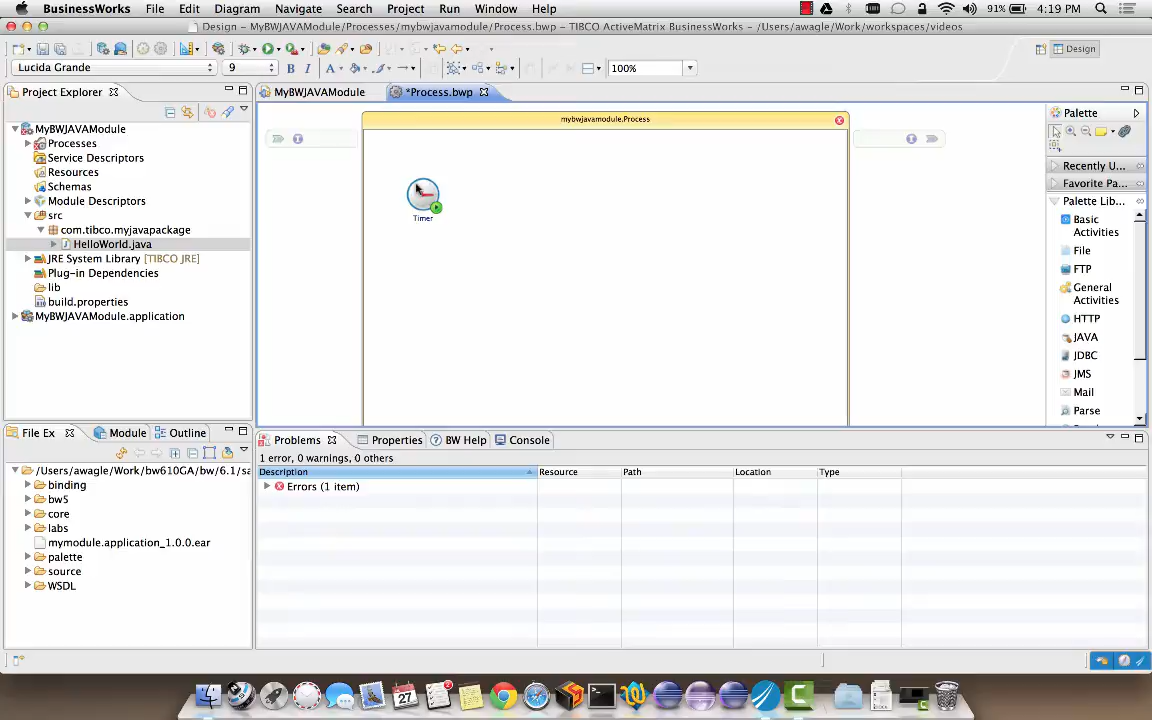 BusinessWorks File Edit Diagram Navigate Search Project Run Window Help 91% 4:19 PM
Design – MyBWJAVAModule/Processes/mybwjavamodule/Process.bwp – TIBCO ActiveMatrix BusinessWorks – /Users/awagle/Work/workspaces/videos
Design
Lucida Grande 9 B I A 100%
Project Explorer
MyBWJAVAModule
Processes
Service Descriptors
Resources
Schemas
Module Descriptors
src
com.tibco.myjavapackage
HelloWorld.java
JRE System Library [TIBCO JRE]
Plug-in Dependencies
lib
build.properties
MyBWJAVAModule.application
MyBWJAVAModule *Process.bwp
mybwjavamodule.Process
Timer
Palette
Recently U...
Favorite Pa...
Palette Lib...
Basic
Activities
File
FTP
General
Activities
HTTP
JAVA
JDBC
JMS
Mail
Parse
File Ex Module Outline
/Users/awagle/Work/bw610GA/bw/6.1/sa
binding
bw5
core
labs
mymodule.application_1.0.0.ear
palette
source
WSDL
Problems Properties BW Help Console
1 error, 0 warnings, 0 others
Description Resource Path Location Type
Errors (1 item)
27